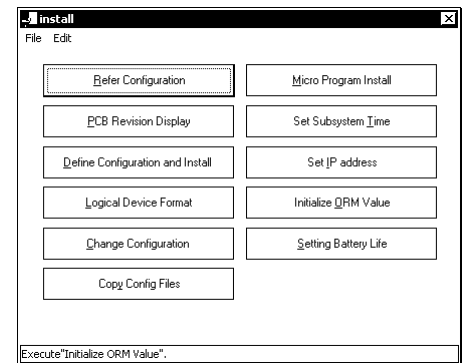 install
File Edit
Refer Configuration
Micro Program Install
PCB Revision Display
Set Subsystem Time
Define Configuration and Install
Set IP address
Logical Device Format
Initialize ORM Value
Change Configuration
Setting Battery Life
Copy Config Files
Execute"Initialize ORM Value".